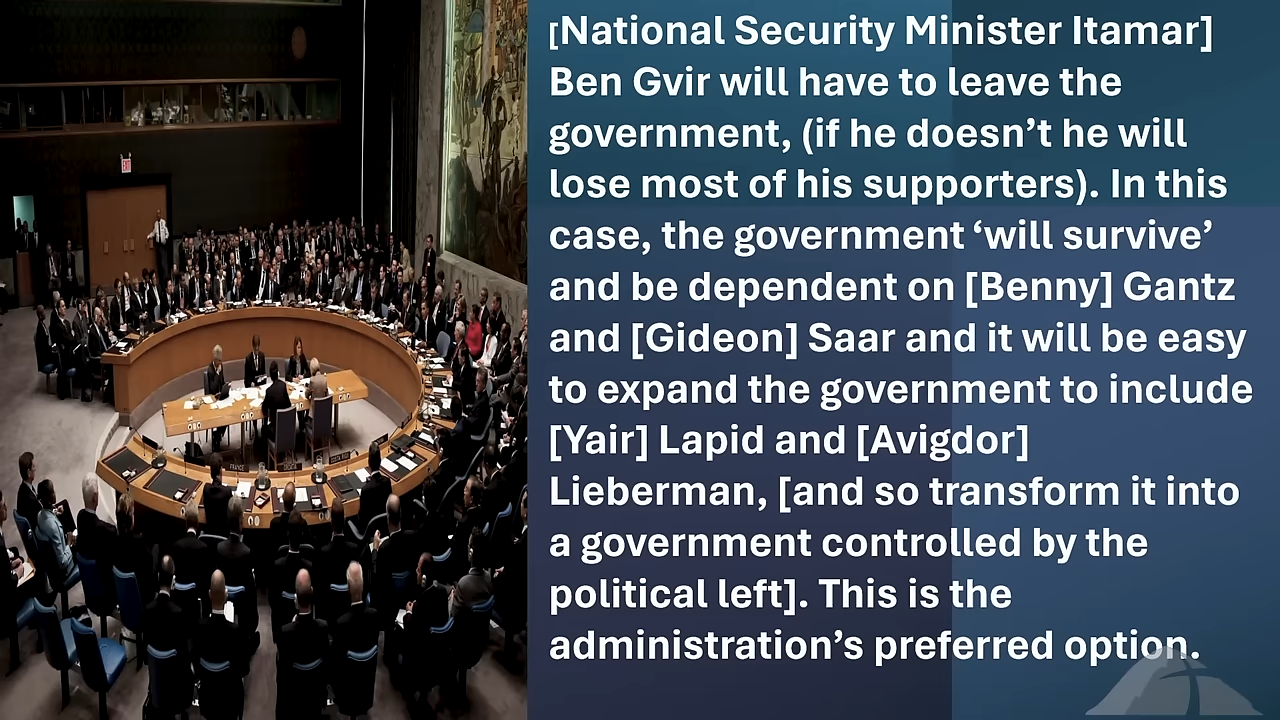 EXIT
FRANCE
CROATIA
[National Security Minister Itamar]
Ben Gvir will have to leave the
government, (if he doesn’t he will
lose most of his supporters). In this
case, the government ‘will survive’
and be dependent on [Benny] Gantz
and [Gideon] Saar and it will be easy
to expand the government to include
[Yair] Lapid and [Avigdor]
Lieberman, [and so transform it into
a government controlled by the
political left]. This is the
administration’s preferred option.